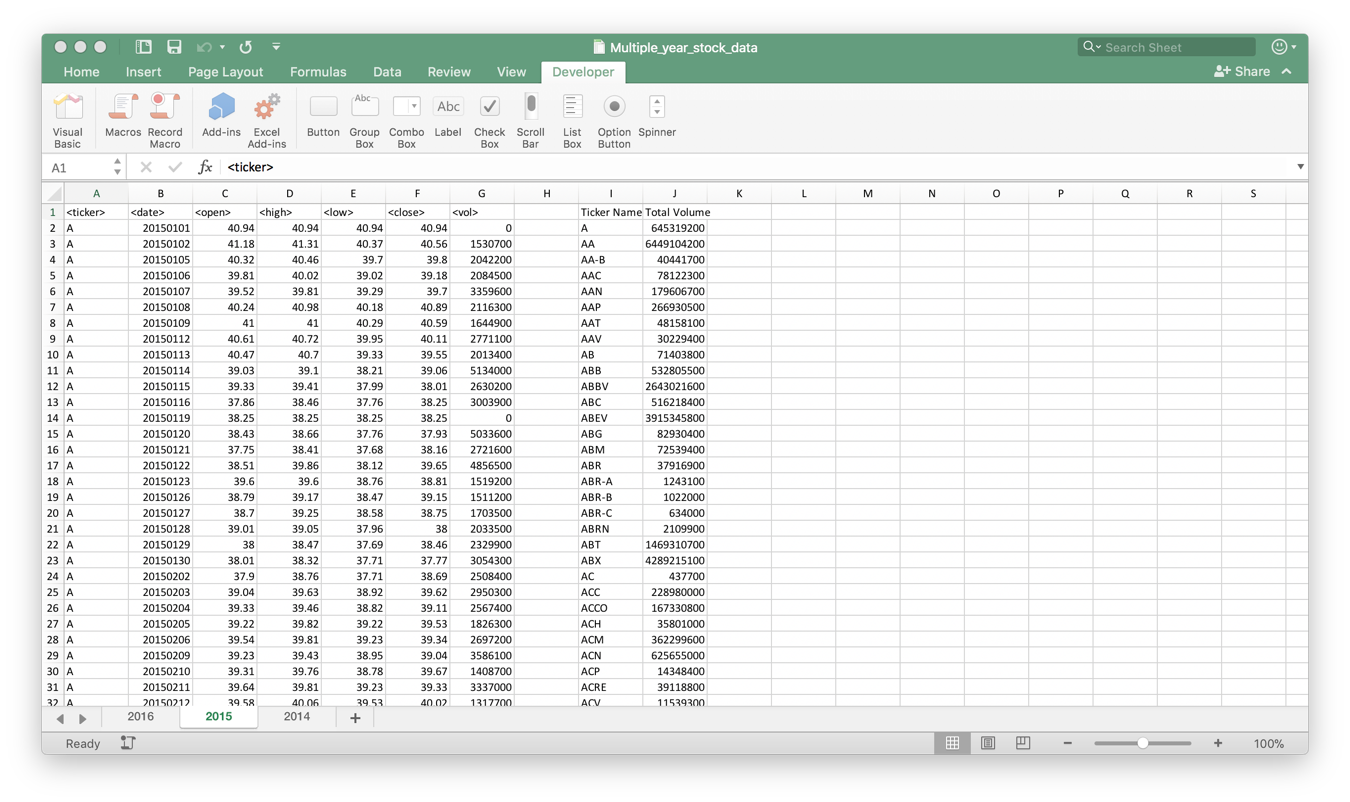 Multiple_year_stock_data
Search Sheet
Home Insert Page Layout Formulas Data Review View Developer Share
Visual Basic Macros Record Macro Add-ins Excel Add-ins Button Group Box Combo Box Label Check Box Scroll Bar List Box Option Button Spinner
Abc Abc
A1 fx <ticker>
A B C D E F G H I J K L M N O P Q R S
1 <ticker> <date> <open> <high> <low> <close> <vol> Ticker Name Total Volume
2 A 20150101 40.94 40.94 40.94 40.94 0 A 645319200
3 A 20150102 41.18 41.31 40.37 40.56 1530700 AA 6449104200
4 A 20150105 40.32 40.46 39.7 39.8 2042200 AA-B 40441700
5 A 20150106 39.81 40.02 39.02 39.18 2084500 AAC 78122300
6 A 20150107 39.52 39.81 39.29 39.7 3359600 AAN 179606700
7 A 20150108 40.24 40.98 40.18 40.89 2116300 AAP 266930500
8 A 20150109 41 41 40.29 40.59 1644900 AAT 48158100
9 A 20150112 40.61 40.72 39.95 40.11 2771100 AAV 30229400
10 A 20150113 40.47 40.7 39.33 39.55 2013400 AB 71403800
11 A 20150114 39.03 39.1 38.21 39.06 5134000 ABB 532805500
12 A 20150115 39.33 39.41 37.99 38.01 2630200 ABBV 2643021600
13 A 20150116 37.86 38.46 37.76 38.25 3003900 ABC 516218400
14 A 20150119 38.25 38.25 38.25 38.25 0 ABEV 3915345800
15 A 20150120 38.43 38.66 37.76 37.93 5033600 ABG 82930400
16 A 20150121 37.75 38.41 37.68 38.16 2721600 ABM 72539400
17 A 20150122 38.51 39.86 38.12 39.65 4856500 ABR 37916900
18 A 20150123 39.6 39.6 38.76 38.81 1519200 ABR-A 1243100
19 A 20150126 38.79 39.17 38.47 39.15 1511200 ABR-B 1022000
20 A 20150127 38.7 39.25 38.58 38.75 1703500 ABR-C 634000
21 A 20150128 39.01 39.05 37.96 38 2033500 ABRN 2109900
22 A 20150129 38 38.47 37.69 38.46 2329900 ABT 1469310700
23 A 20150130 38.01 38.32 37.71 37.77 3054300 ABX 4289215100
24 A 20150202 37.9 38.76 37.71 38.69 2508400 AC 437700
25 A 20150203 39.04 39.63 38.92 39.62 2950300 ACC 228980000
26 A 20150204 39.33 39.46 38.82 39.11 2567400 ACCO 167330800
27 A 20150205 39.22 39.82 39.22 39.53 1826300 ACH 35801000
28 A 20150206 39.54 39.81 39.23 39.34 2697200 ACM 362299600
29 A 20150209 39.23 39.43 38.95 39.04 3586100 ACN 625655000
30 A 20150210 39.31 39.76 38.78 39.67 1408700 ACP 14348400
31 A 20150211 39.64 39.81 39.23 39.33 3337000 ACRE 39118800
32 A 20150212 39.58 40.06 39.53 40.02 1317700 ACV 11539300
2016 2015 2014
Ready 100%